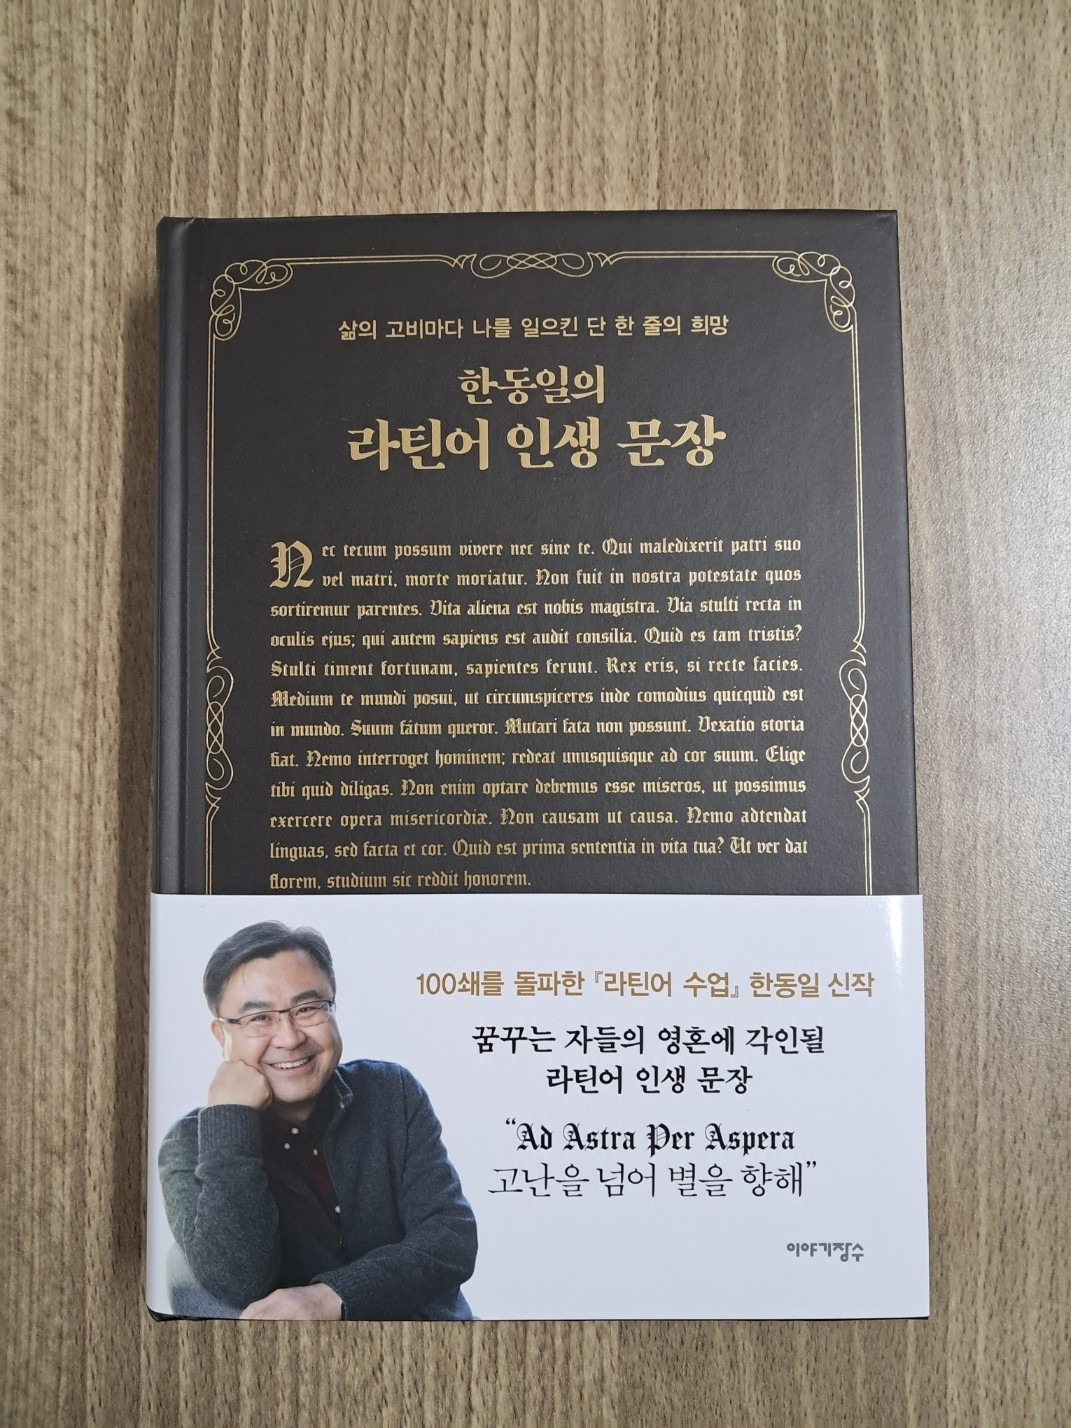 삶의 고비마다 나를 일으킨 단 한 줄의 희망
한동일의
라틴어 인생 문장
Nec tecum possum vivere nec sine te. Qui maledixerit patri suo
vel matri, morte moriatur. Non fuit in nostra potestate quos
sortiremur parentes. Vita aliena est nobis magistra. Via stulti recta in
oculis ejus; qui autem sapiens est audit consilia. Quid es tam tristis?
Stulti timent fortunam, sapientes ferunt. Rex eris, si recte facies.
Medium te mundi posui, ut circumspiceres inde comodius quicquid est
in mundo. Suum fátum queror. Mutari fata non possunt. Vexatio storia
fiat. Nemo interroget hominem; redeat unusquisque ad cor suum. Elige
tibi quid diligas. Non enim optare debemus esse miseros, ut possimus
exercere opera misericordiæ. Non causam ut causa. Nemo adtendat
linguas, sed facta et cor. Quid est prima sententia in vita tua? Ut ver dat
florem, studium sic reddit honorem.
100쇄를 돌파한 『라틴어 수업』 한동일 신작
꿈꾸는 자들의 영혼에 각인될
라틴어 인생 문장
“Ad Astra Per Aspera
고난을 넘어 별을 향해”
이야기장수